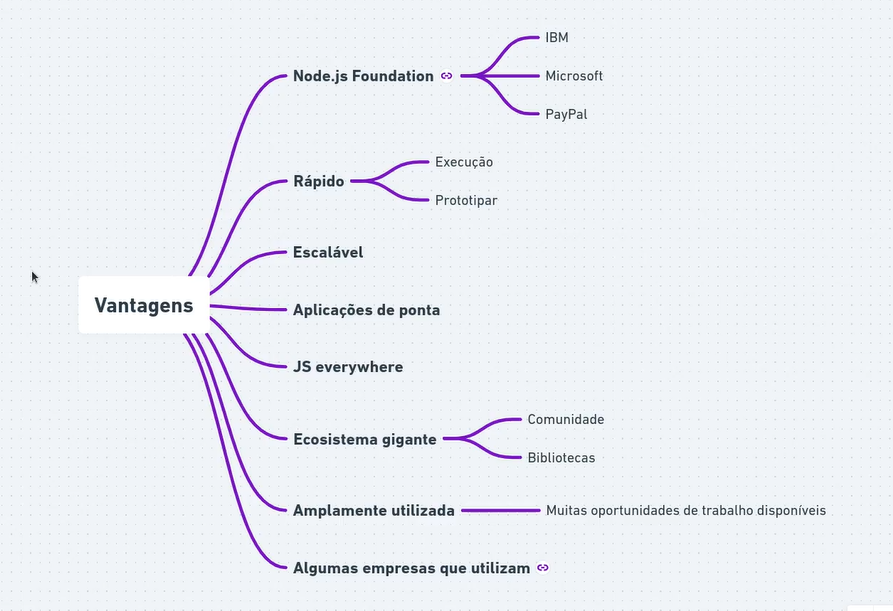 Vantagens
Node.js Foundation
IBM
Microsoft
PayPal
Rápido
Execução
Prototipar
Escalável
Aplicações de ponta
JS everywhere
Ecosistema gigante
Comunidade
Bibliotecas
Amplamente utilizada
Muitas oportunidades de trabalho disponíveis
Algumas empresas que utilizam